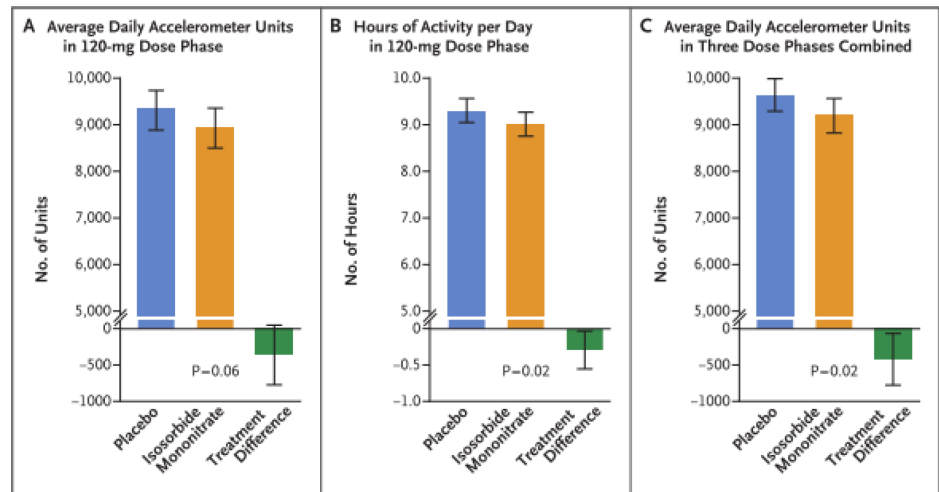 A Average Daily Accelerometer Units
in 120-mg Dose Phase
No. of Units
10,000
9,000
8,000
7,000
6,000
5,000
0
−500
−1000
P=0.06
Placebo
Isosorbide
Mononitrate
Treatment
Difference
B Hours of Activity per Day
in 120-mg Dose Phase
No. of Hours
10.0
9.0
8.0
7.0
6.0
5.0
0
−0.5
−1.0
P=0.02
Placebo
Isosorbide
Mononitrate
Treatment
Difference
C Average Daily Accelerometer Units
in Three Dose Phases Combined
No. of Units
10,000
9,000
8,000
7,000
6,000
5,000
0
−500
−1000
P=0.02
Placebo
Isosorbide
Mononitrate
Treatment
Difference